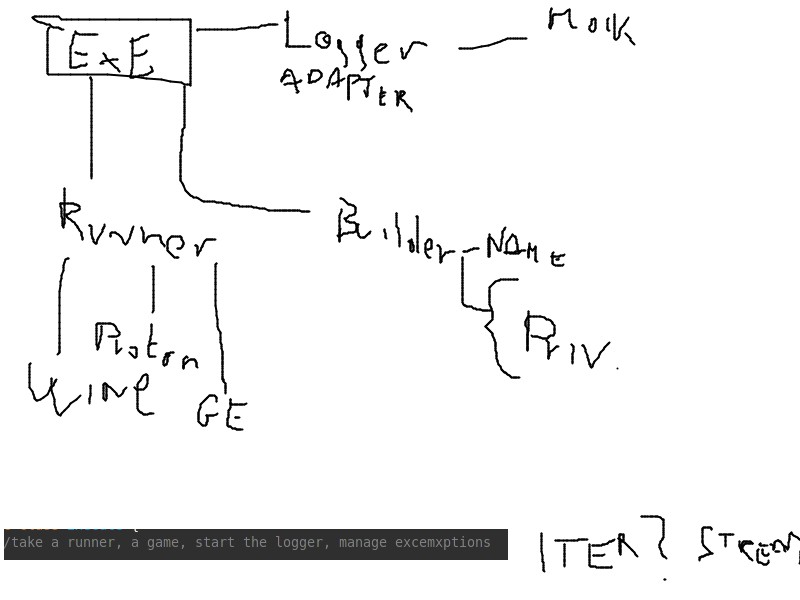 ExE
Logger
ADAPTER
MOCK
Runner
Builder - NAME
PRIV.
Proton
WINE
GE
/take a runner, a game, start the logger, manage excemxptions
ITER? STREAM